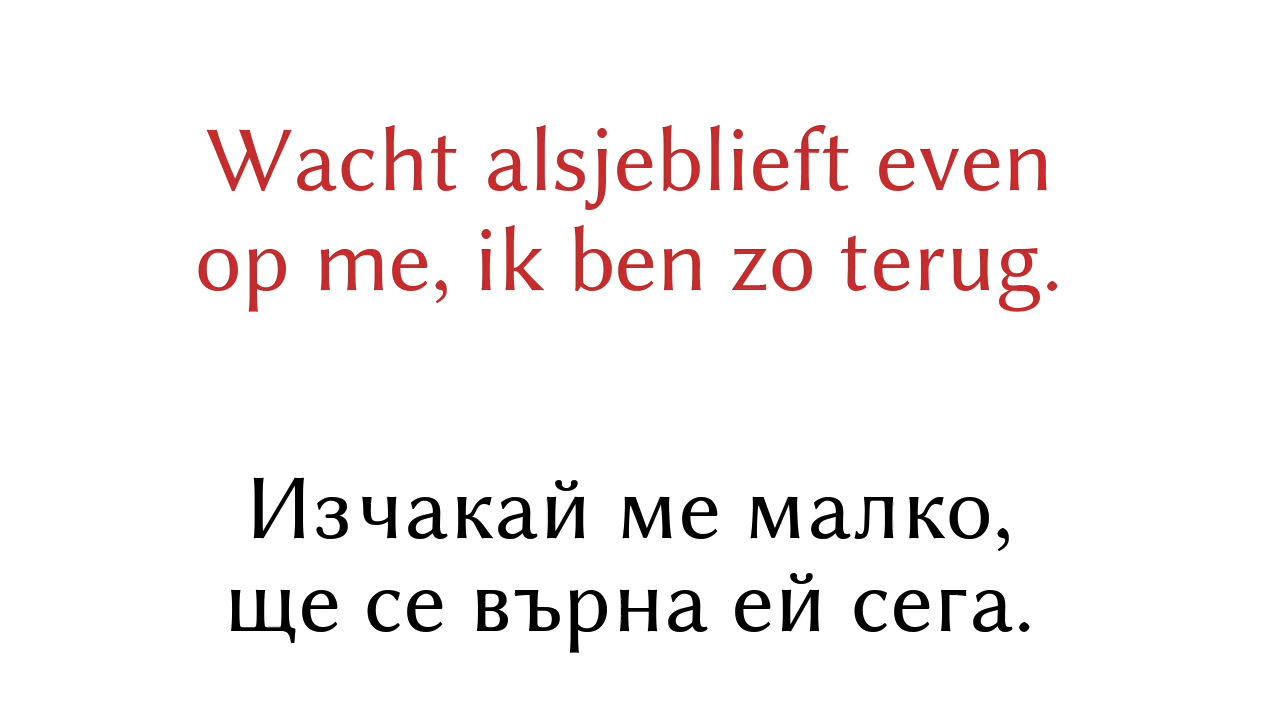 Wacht alsjeblieft even
op me, ik ben zo terug.
Изчакай ме малко,
ще се върна ей сега.